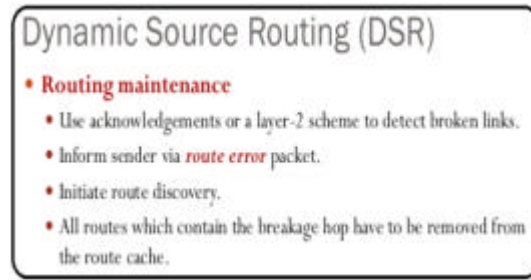 Dynamic Source Routing (DSR)
• Routing maintenance
• Use acknowledgements or a layer-2 scheme to detect broken links.
• Inform sender via route error packet.
• Initiate route discovery.
• All routes which contain the breakage hop have to be removed from
the route cache.